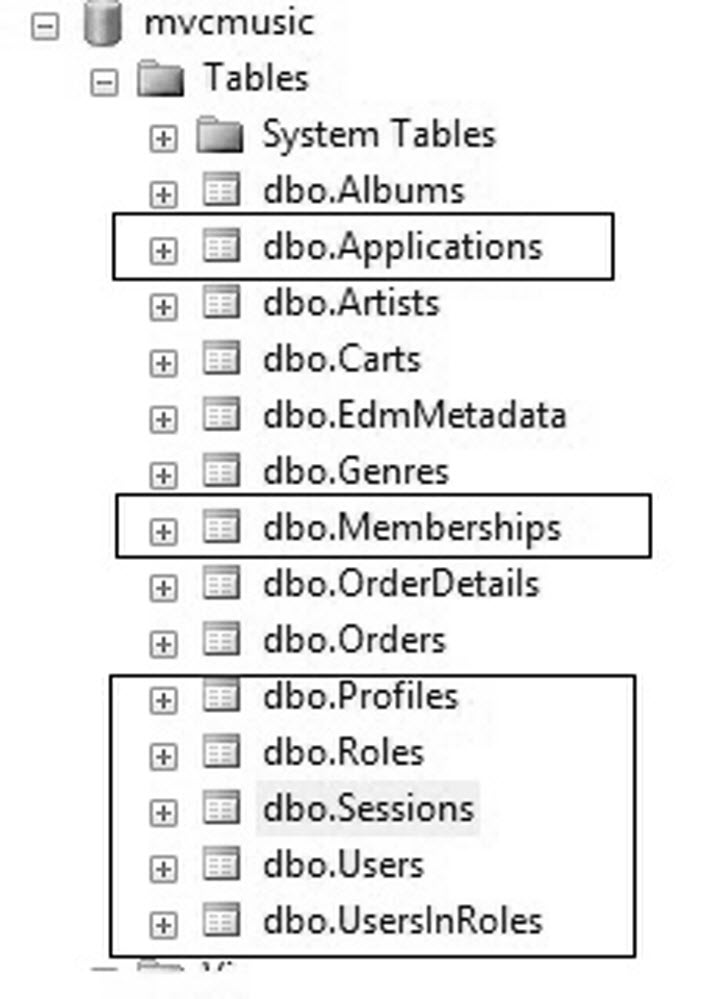 mvcmusic
Tables
System Tables
dbo.Albums
dbo.Applications
dbo.Artists
dbo.Carts
dbo.EdmMetadata
dbo.Genres
dbo.Memberships
dbo.OrderDetails
dbo.Orders
dbo.Profiles
dbo.Roles
dbo.Sessions
dbo.Users
dbo.UsersInRoles